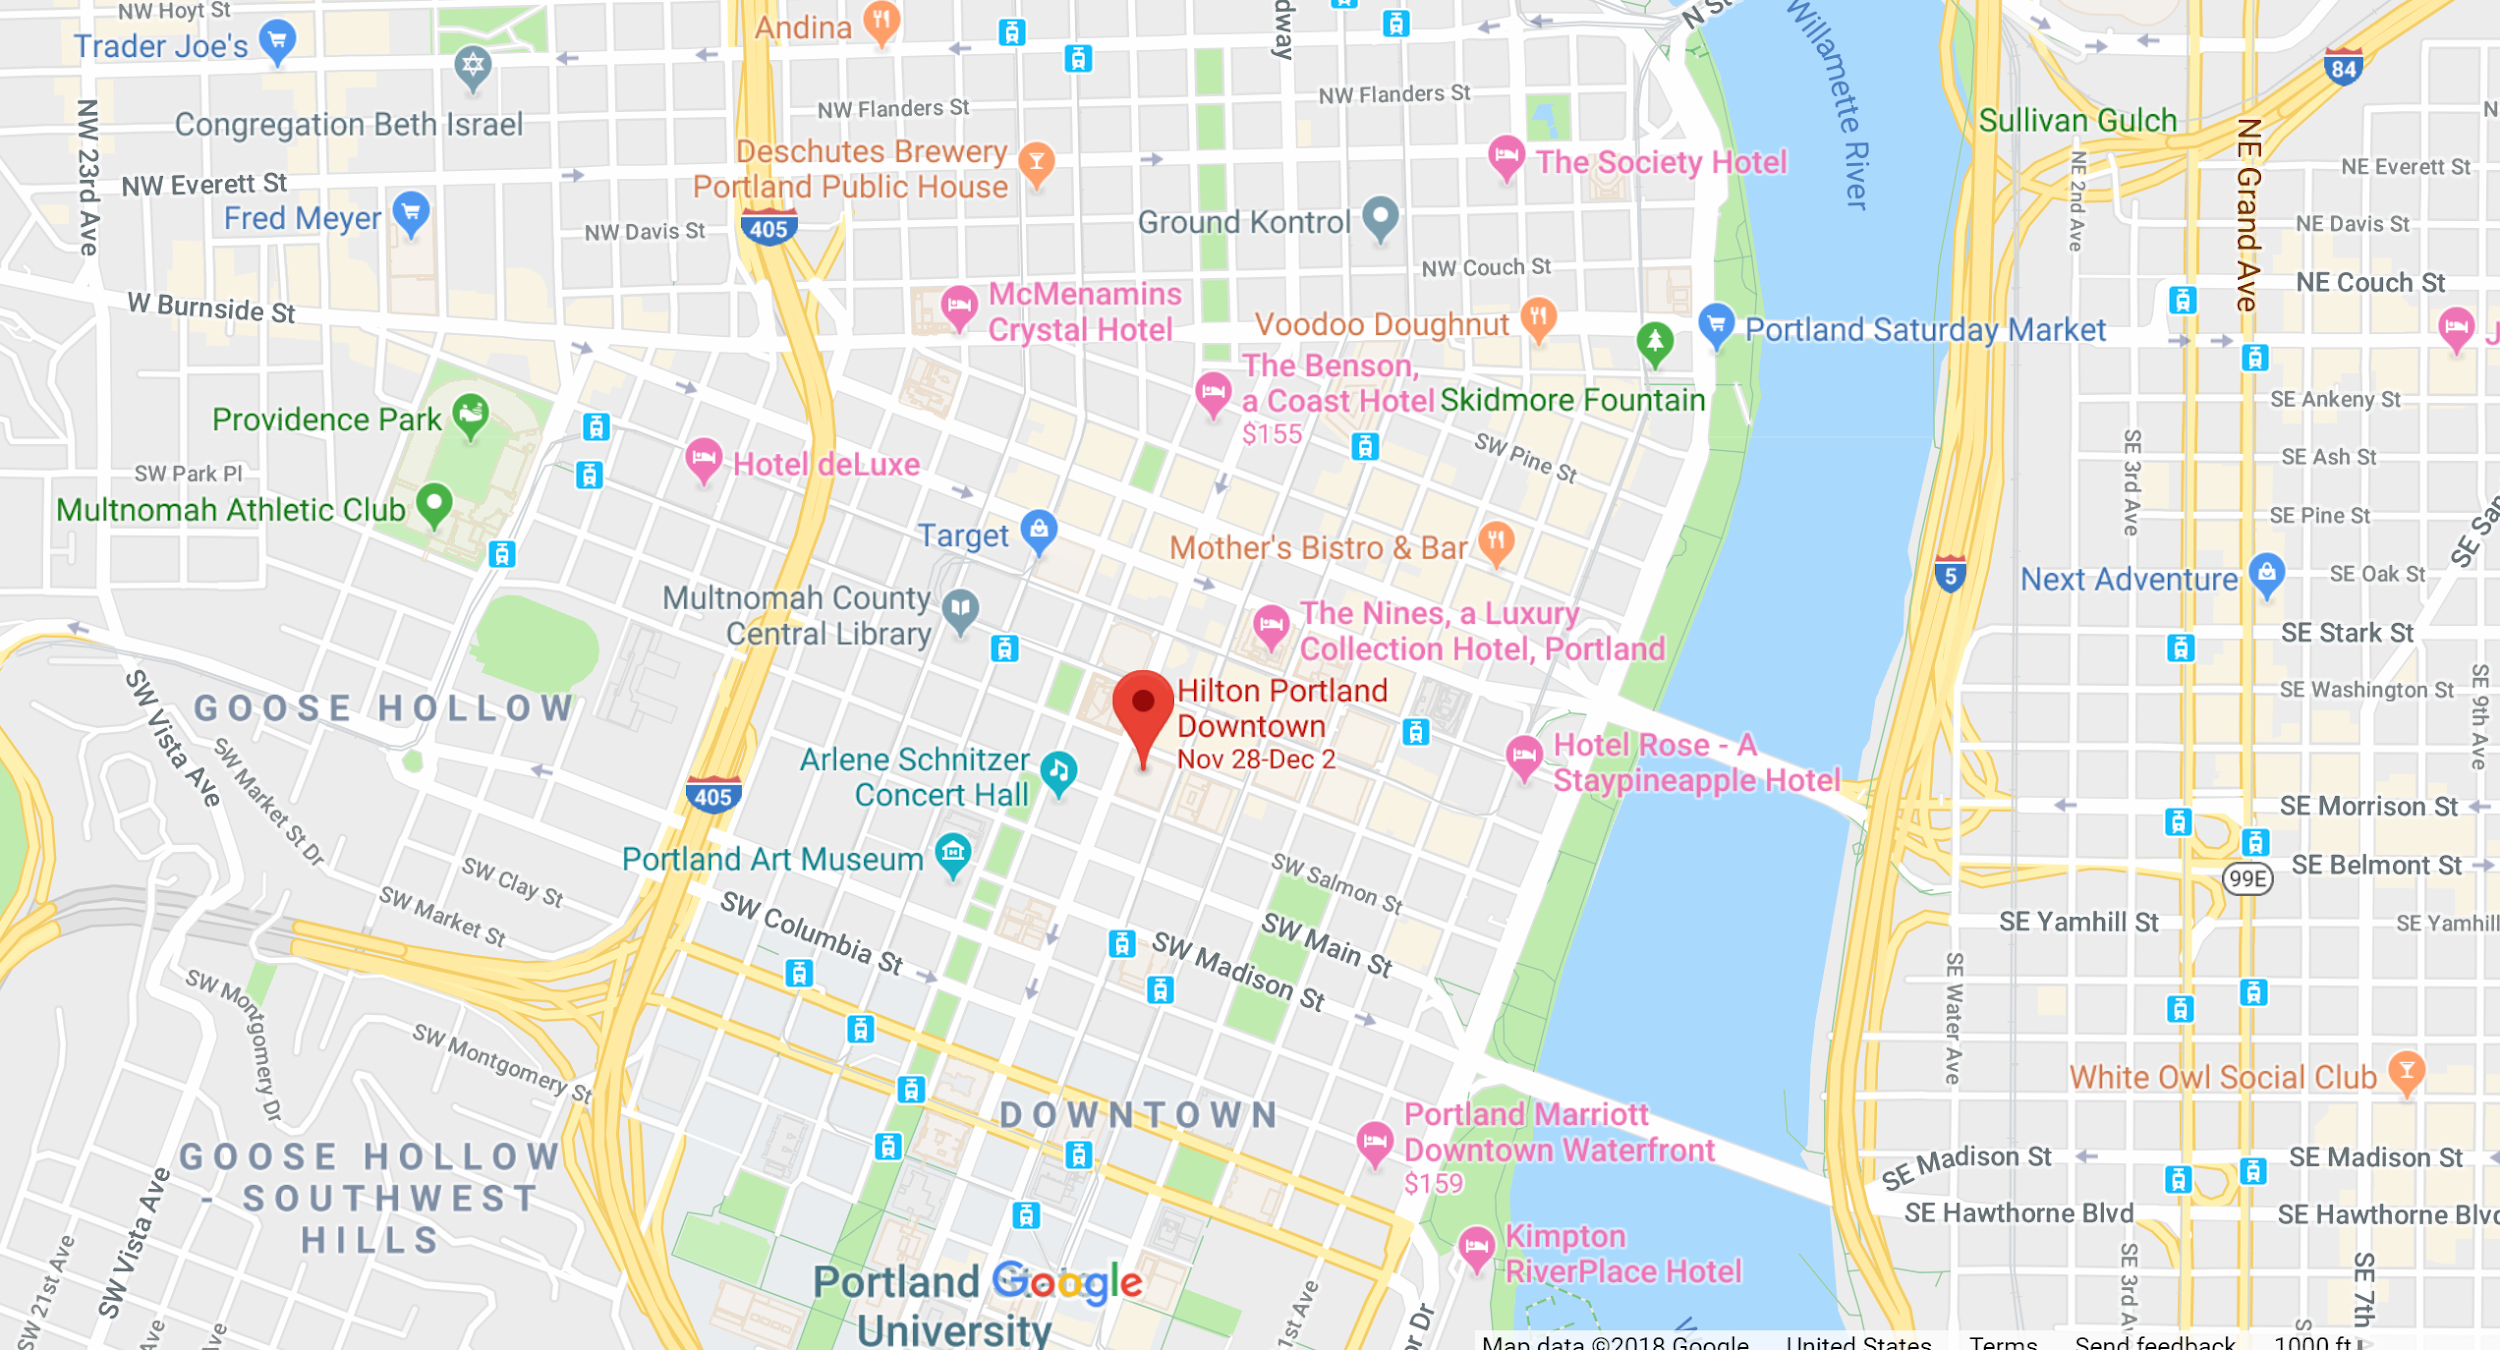 NW Hoyt St
Trader Joe's
Andina
Willamette River
84
NW 23rd Ave
Congregation Beth Israel
NW Flanders St
NW Flanders St
Sullivan Gulch
NE Grand Ave
Deschutes Brewery
Portland Public House
The Society Hotel
NE 2nd Ave
NE Everett St
NW Everett St
Fred Meyer
405
NW Davis St
Ground Kontrol
NE Davis St
NW Couch St
NE Couch St
W Burnside St
McMenamins
Crystal Hotel
Voodoo Doughnut
Portland Saturday Market
The Benson,
a Coast Hotel
$155
Skidmore Fountain
SE Ankeny St
Providence Park
SW Park Pl
Hotel deLuxe
SW Pine St
SE 3rd Ave
SE Ash St
Multnomah Athletic Club
SE Pine St
Target
Mother's Bistro & Bar
5
Next Adventure
SE Oak St
Multnomah County
Central Library
The Nines, a Luxury
Collection Hotel, Portland
SE Stark St
SE Washington St
SE 9th Ave
GOOSE HOLLOW
SW Vista Ave
SW Market St Dr
Hilton Portland
Downtown
Nov 28-Dec 2
Arlene Schnitzer
Concert Hall
Hotel Rose - A
Staypineapple Hotel
405
SE Morrison St
Portland Art Museum
SE Belmont St
99E
SW Clay St
SW Market St
SW Columbia St
SW Salmon St
SW Main St
SW Madison St
SE Yamhill St
SE Yamhill
SE Water Ave
SW Montgomery Dr
SW Montgomery St
White Owl Social Club
DOWNTOWN
Portland Marriott
Downtown Waterfront
$159
GOOSE HOLLOW
- SOUTHWEST
HILLS
SE Madison St
SE Madison St
SE Hawthorne Blvd
SE Hawthorne Blvd
SW 21st Ave
SW Vista Ave
Kimpton
RiverPlace Hotel
SE 3rd A
SE 7th A
Portland
Google
University
1st Ave
or Dr
Map data ©2018 Google
United States
Terms
Send feedback
1000 ft